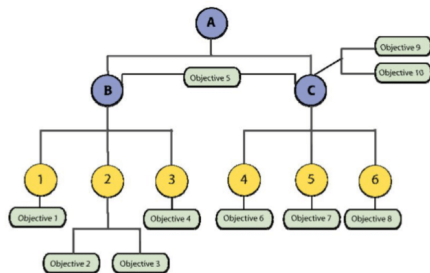 A
Objective 9
B
Objective 5
C
Objective 10
1
2
3
4
5
6
Objective 1
Objective 4
Objective 6
Objective 7
Objective 8
Objective 2
Objective 3